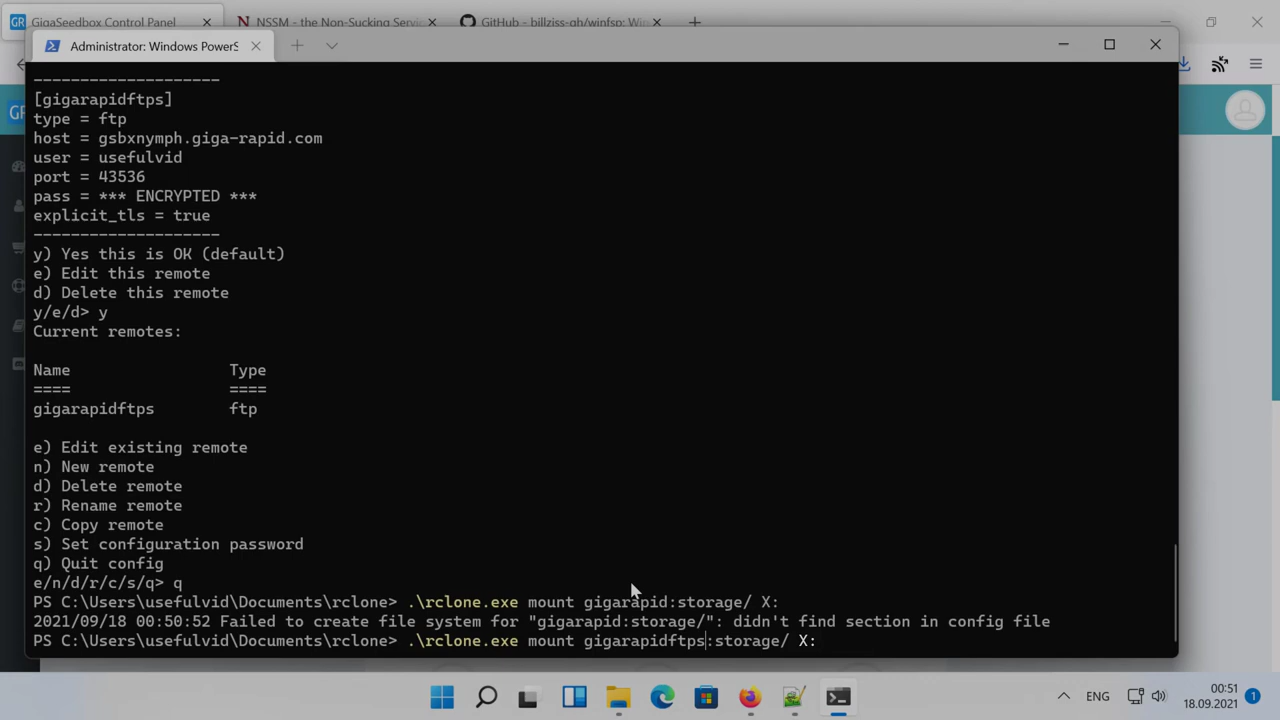 GigaSeedbox Control Panel
NSSM - the Non-Sucking Servic
GitHub - billziss-gh/winfsp: Win
Administrator: Windows PowerS
--------------------
[gigarapidftps]
type = ftp
host = gsbxnymph.giga-rapid.com
user = usefulvid
port = 43536
pass = *** ENCRYPTED ***
explicit_tls = true
--------------------
y) Yes this is OK (default)
e) Edit this remote
d) Delete this remote
y/e/d> y
Current remotes:
Name Type
==== ====
gigarapidftps ftp
e) Edit existing remote
n) New remote
d) Delete remote
r) Rename remote
c) Copy remote
s) Set configuration password
q) Quit config
e/n/d/r/c/s/q> q
PS C:\Users\usefulvid\Documents\rclone> .\rclone.exe mount gigarapid:storage/ X:
2021/09/18 00:50:52 Failed to create file system for "gigarapid:storage/": didn't find section in config file
PS C:\Users\usefulvid\Documents\rclone> .\rclone.exe mount gigarapidftps:storage/ X:
ENG
00:51
18.09.2021
1